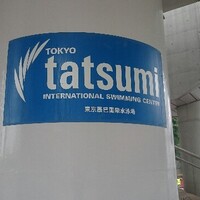 TOKYO
tatsumi
INTERNATIONAL SWIMMING CENTER
東京辰巳国際水泳場